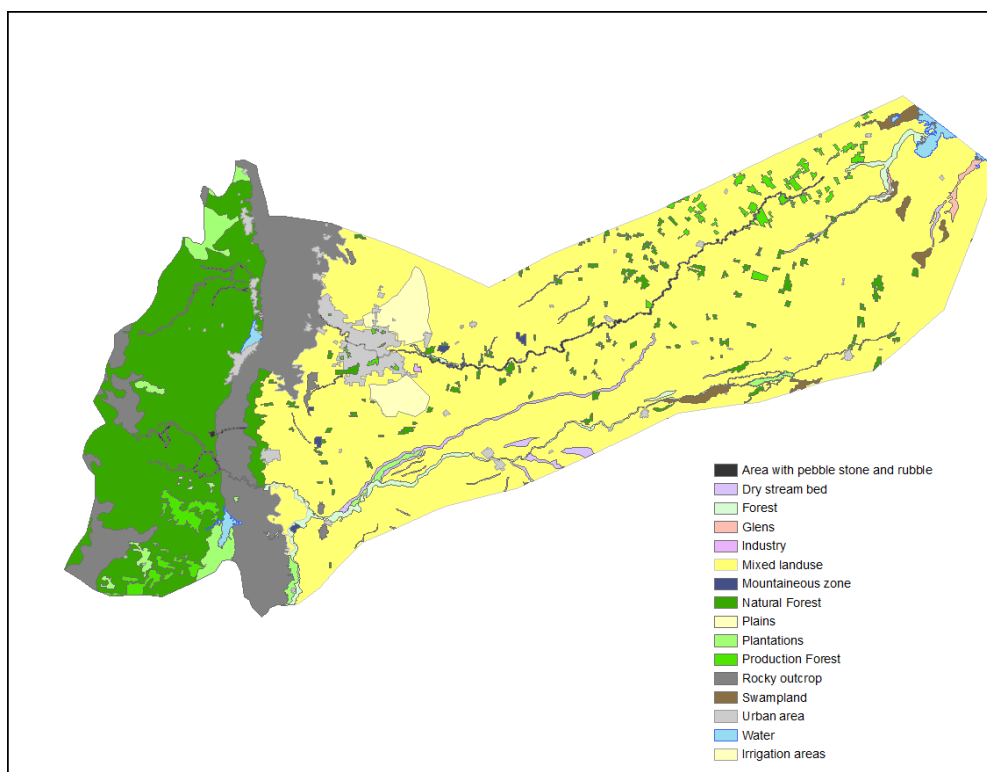 Area with pebble stone and rubble
Dry stream bed
Forest
Glens
Industry
Mixed landuse
Mountaineous zone
Natural Forest
Plains
Plantations
Production Forest
Rocky outcrop
Swampland
Urban area
Water
Irrigation areas